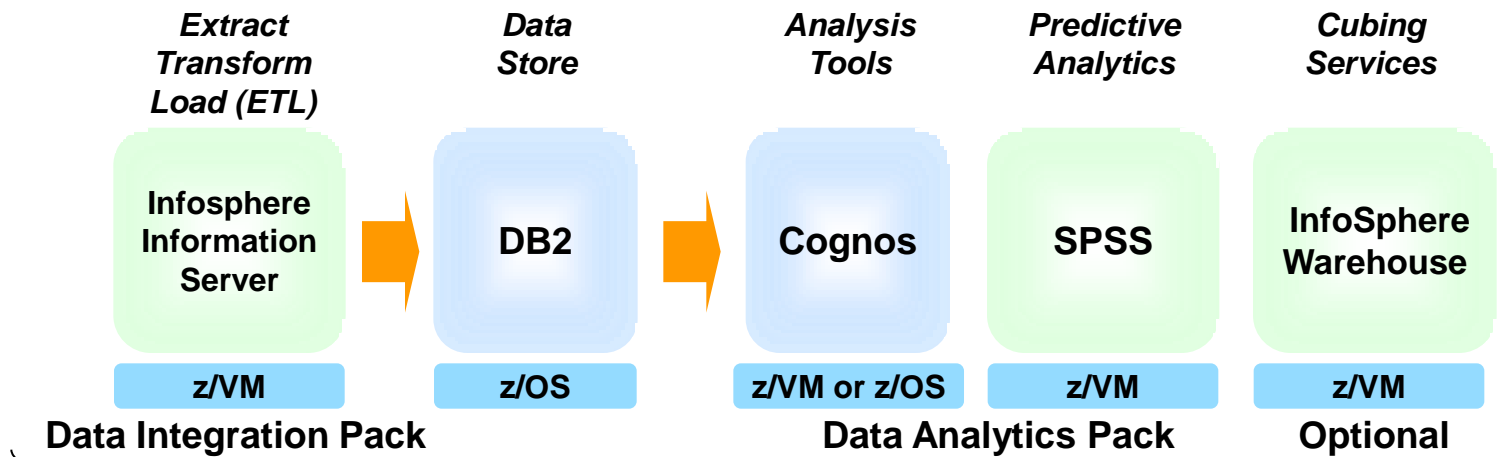 Extract
Transform
Load (ETL)
Data
Store
Analysis
Tools
Predictive
Analytics
Cubing
Services
Infosphere
Information
Server
DB2
Cognos
SPSS
InfoSphere
Warehouse
z/VM
z/OS
z/VM or z/OS
z/VM
z/VM
Data Integration Pack
Data Analytics Pack
Optional